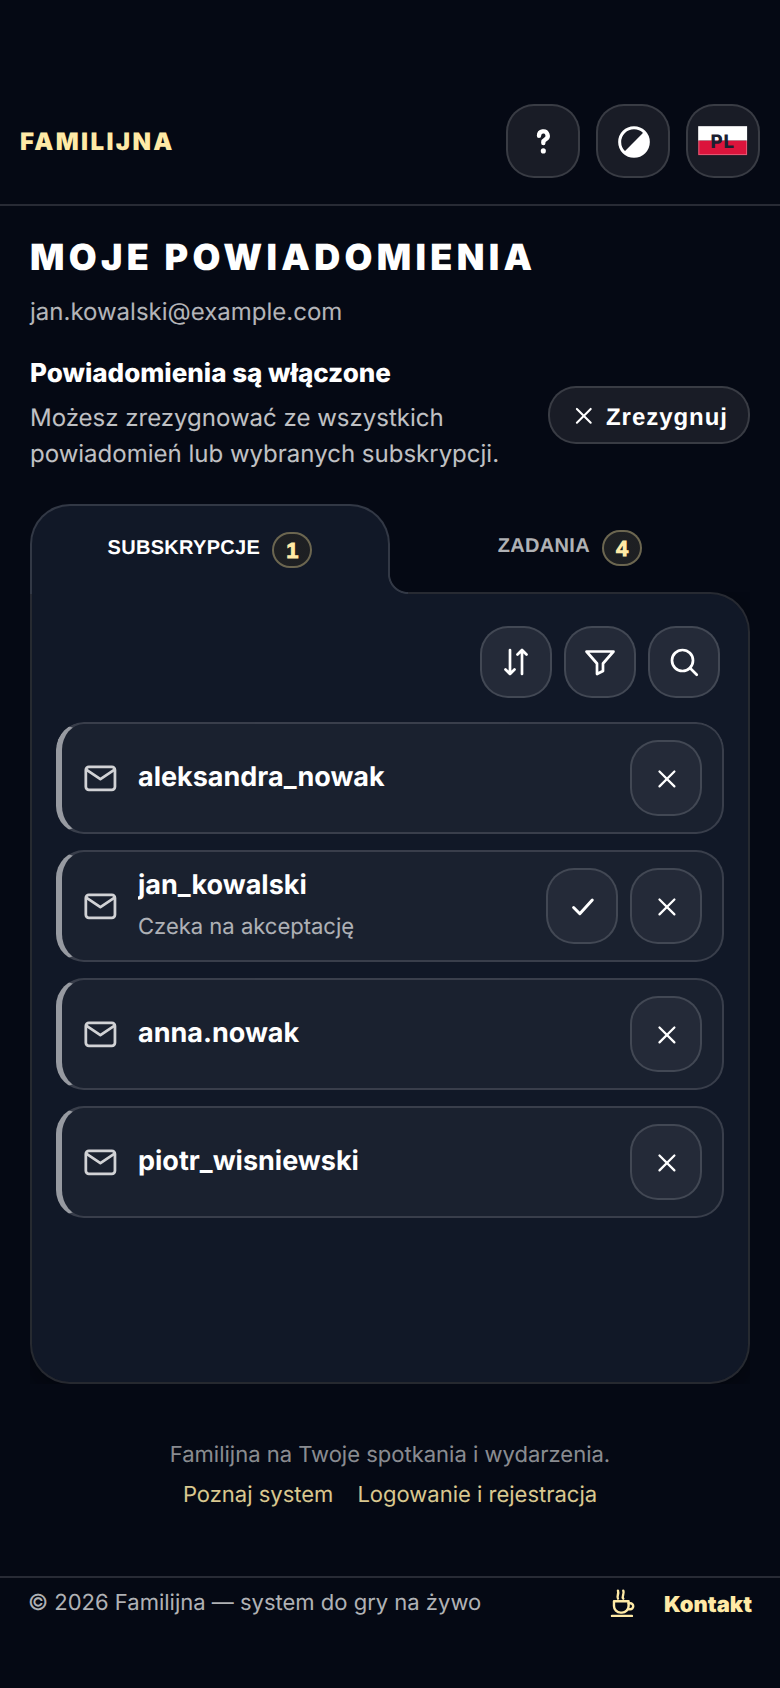 FAMILIJNA
?
PL
MOJE POWIADOMIENIA
jan.kowalski@example.com
Powiadomienia są włączone
Możesz zrezygnować ze wszystkich
powiadomień lub wybranych subskrypcji.
Zrezygnuj
SUBSKRYPCJE 1
ZADANIA 4
aleksandra_nowak
jan_kowalski
Czeka na akceptację
anna.nowak
piotr_wisniewski
Familijna na Twoje spotkania i wydarzenia.
Poznaj system Logowanie i rejestracja
© 2026 Familijna — system do gry na żywo
Kontakt